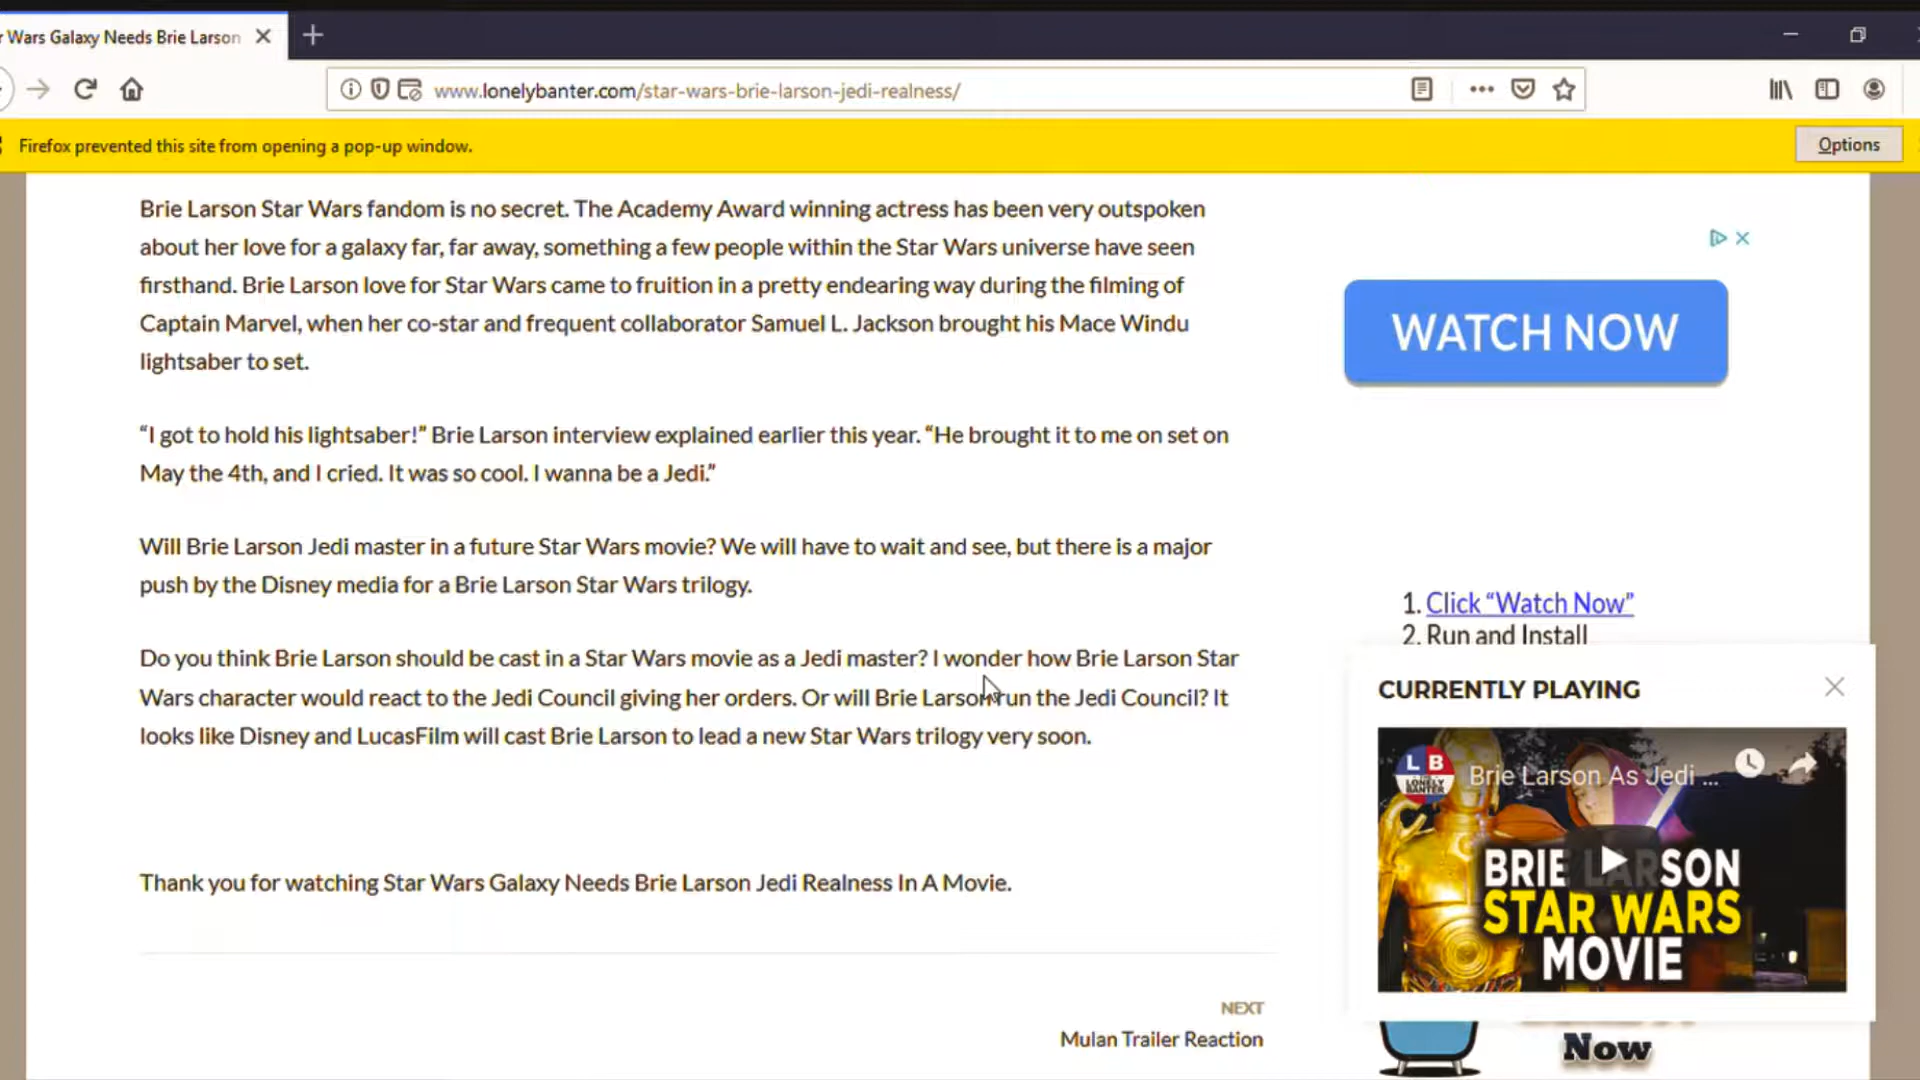 Wars Galaxy Needs Brie Larson
www.lonelybanter.com/star-wars-brie-larson-jedi-realness/
Firefox prevented this site from opening a pop-up window.
Options
Brie Larson Star Wars fandom is no secret. The Academy Award winning actress has been very outspoken
about her love for a galaxy far, far away, something a few people within the Star Wars universe have seen
firsthand. Brie Larson love for Star Wars came to fruition in a pretty endearing way during the filming of
Captain Marvel, when her co-star and frequent collaborator Samuel L. Jackson brought his Mace Windu
lightsaber to set.
“I got to hold his lightsaber!” Brie Larson interview explained earlier this year. “He brought it to me on set on
May the 4th, and I cried. It was so cool. I wanna be a Jedi.”
Will Brie Larson Jedi master in a future Star Wars movie? We will have to wait and see, but there is a major
push by the Disney media for a Brie Larson Star Wars trilogy.
Do you think Brie Larson should be cast in a Star Wars movie as a Jedi master? I wonder how Brie Larson Star
Wars character would react to the Jedi Council giving her orders. Or will Brie Larson run the Jedi Council? It
looks like Disney and LucasFilm will cast Brie Larson to lead a new Star Wars trilogy very soon.
Thank you for watching Star Wars Galaxy Needs Brie Larson Jedi Realness In A Movie.
NEXT
Mulan Trailer Reaction
WATCH NOW
1. Click “Watch Now”
2. Run and Install
CURRENTLY PLAYING
L B
THE
LONELY
BANTER
Brie Larson As Jedi ...
BRIE LARSON
STAR WARS
MOVIE
Now